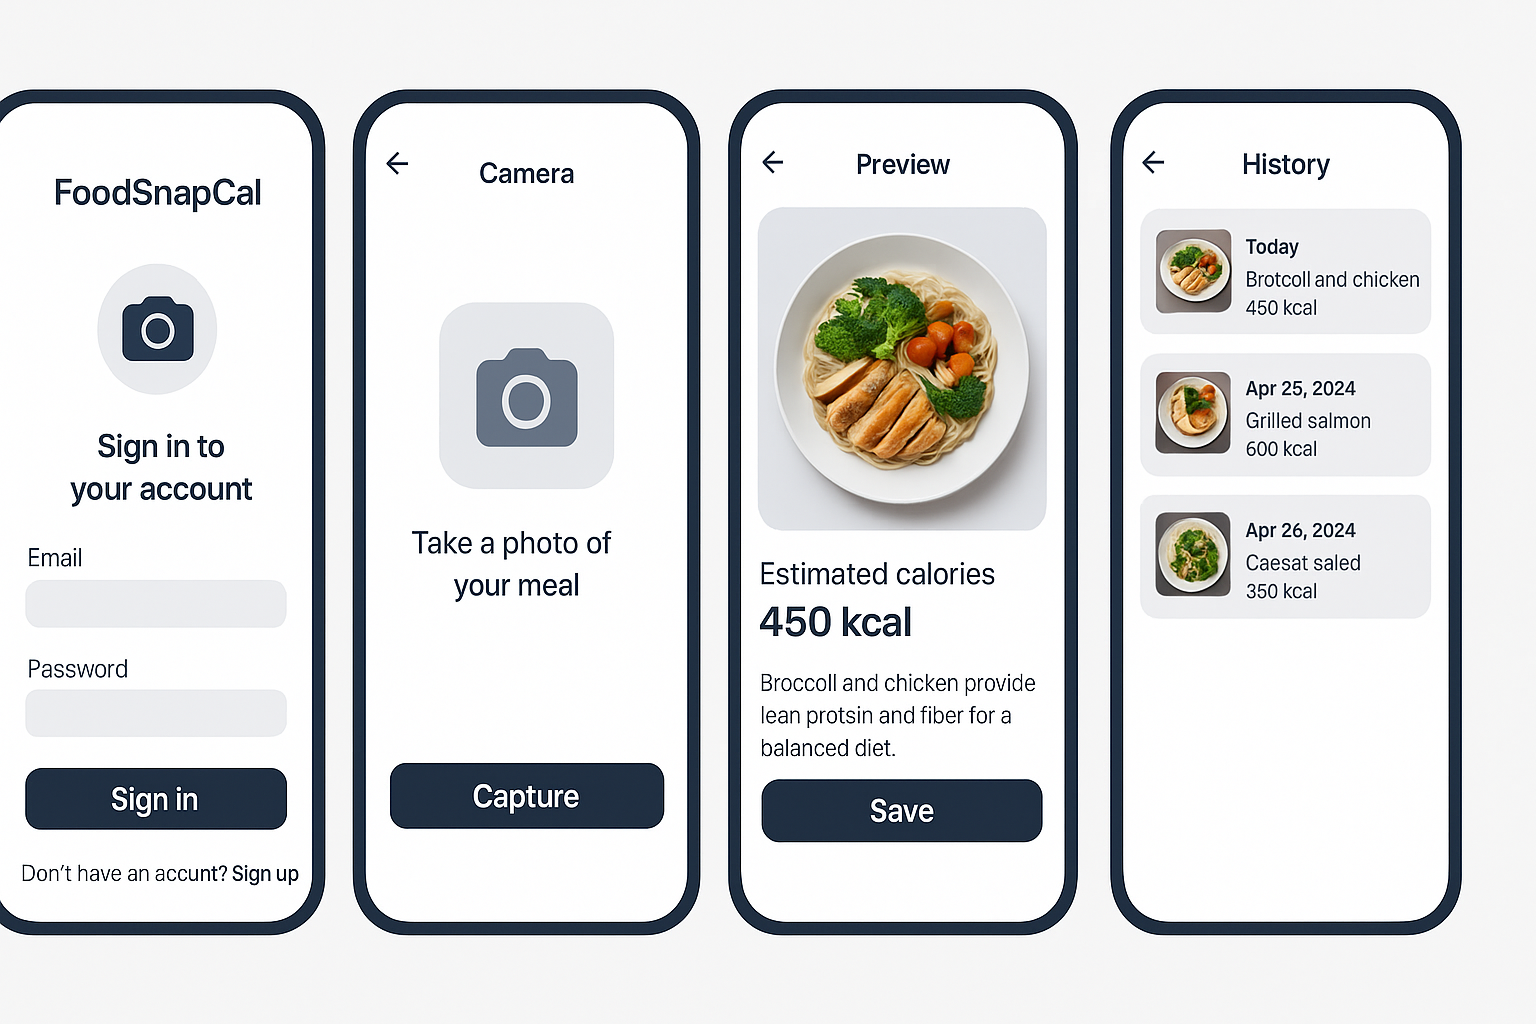 FoodSnapCal
Sign in to
your account
Email
Password
Sign in
Don't have an accunt? Sign up
Camera
Take a photo of
your meal
Capture
Preview
Estimated calories
450 kcal
Broccoll and chicken provide
lean protsin and fiber for a
balanced diet.
Save
History
Today
Brotcoll and chicken
450 kcal
Apr 25, 2024
Grilled salmon
600 kcal
Apr 26, 2024
Caesat saled
350 kcal